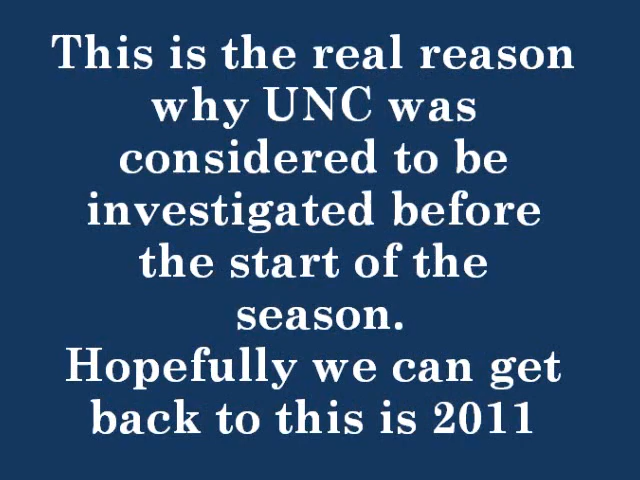 This is the real reason
why UNC was
considered to be
investigated before
the start of the
season.
Hopefully we can get
back to this is 2011